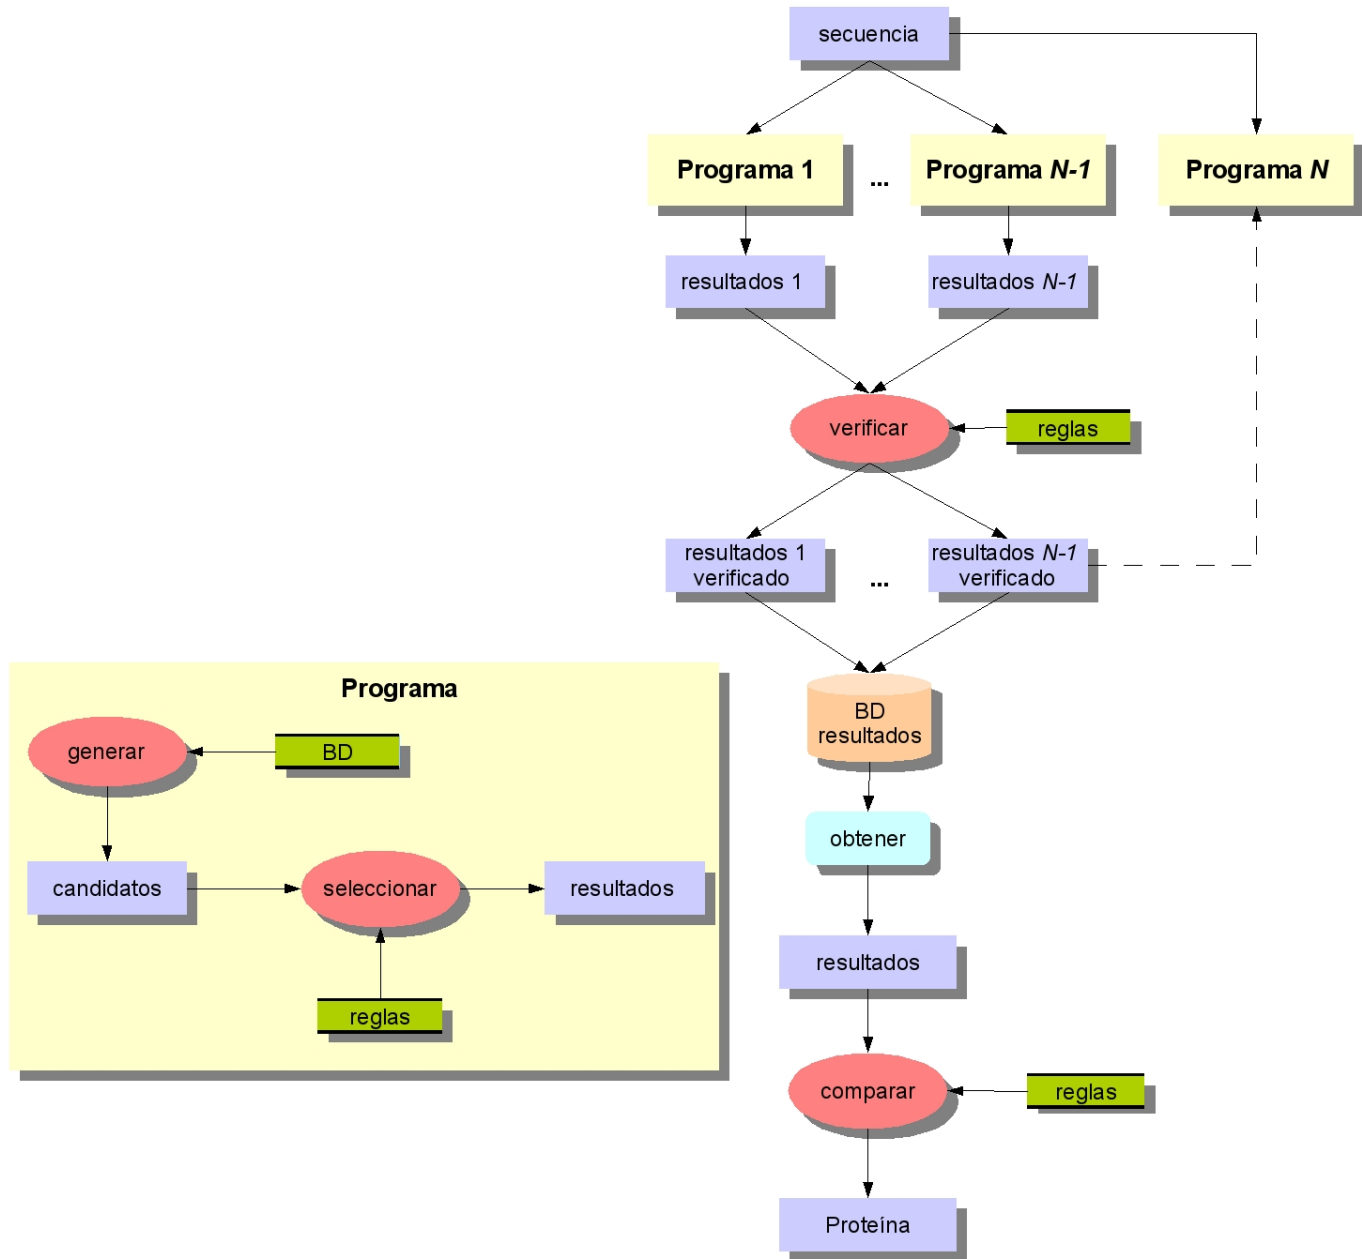 secuencia
Programa 1
...
Programa N-1
Programa N
resultados 1
resultados N-1
verificar
reglas
resultados 1
verificado
...
resultados N-1
verificado
BD
resultados
obtener
resultados
comparar
reglas
Proteína
Programa
generar
BD
candidatos
seleccionar
resultados
reglas